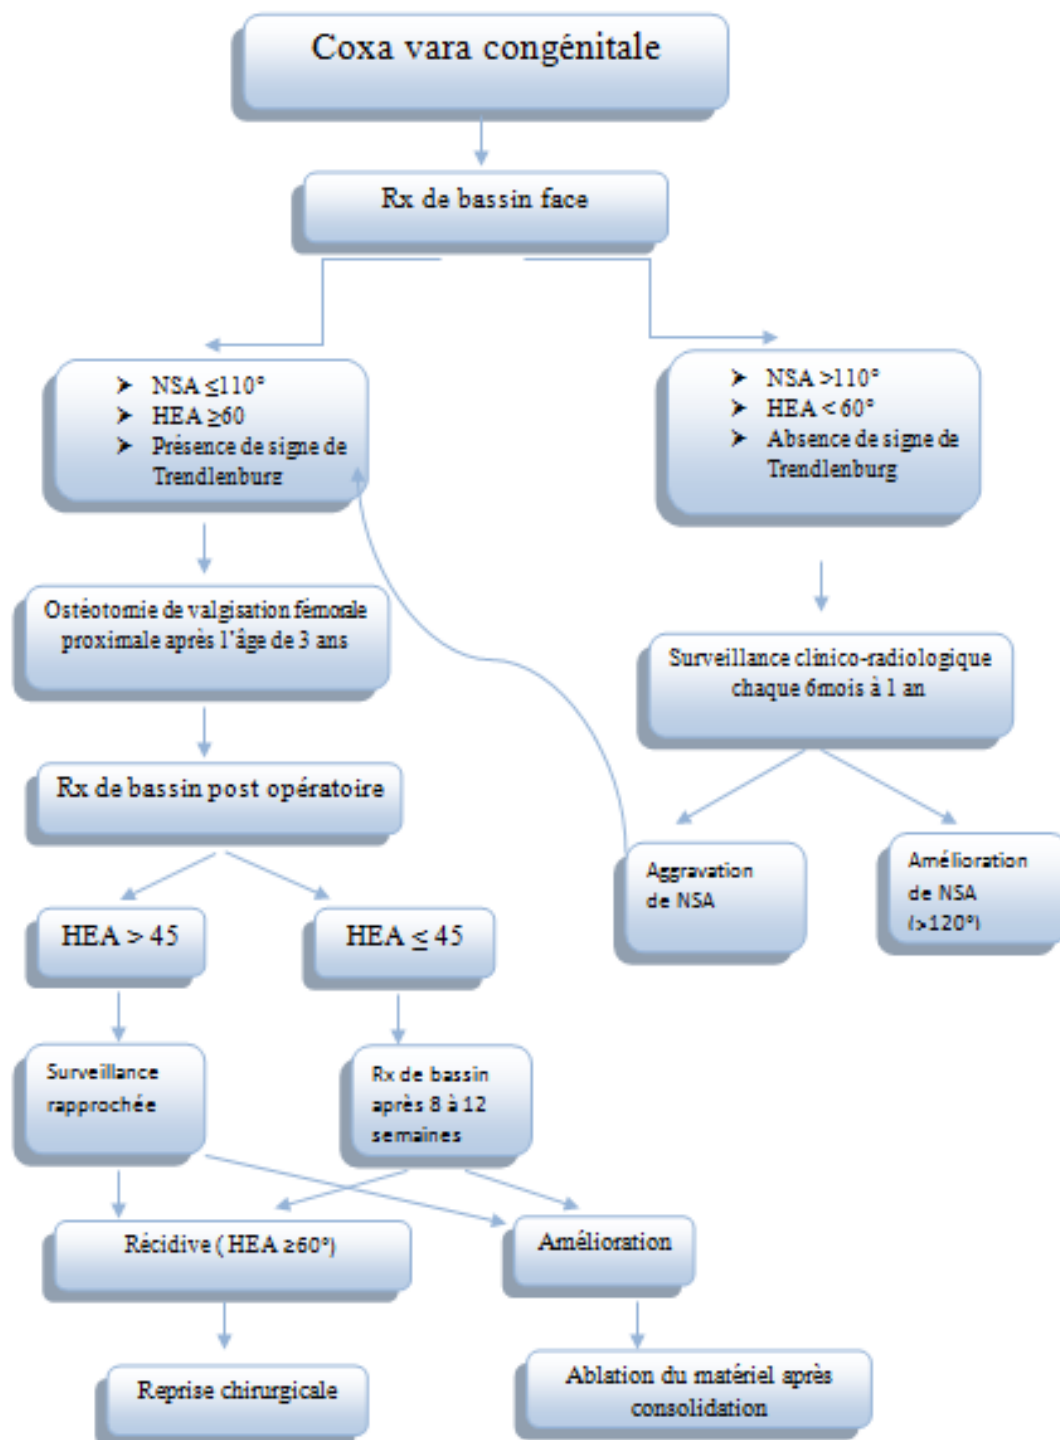 Coxa vara congénitale
Rx de bassin face
➤ NSA ≤110°
➤ HEA ≥60
➤ Présence de signe de
Trendlenburg
➤ NSA >110°
➤ HEA < 60°
➤ Absence de signe de
Trendlenburg
Ostéotomie de valgisation fémorale
proximale après l'âge de 3 ans
Surveillance clinico-radiologique
chaque 6mois à 1 an
Rx de bassin post opératoire
Aggravation
de NSA
Amélioration
de NSA
(>120°)
HEA > 45
HEA ≤ 45
Surveillance
rapprochée
Rx de bassin
après 8 à 12
semaines
Récidive ( HEA ≥60°)
Amélioration
Reprise chirurgicale
Ablation du matériel après
consolidation